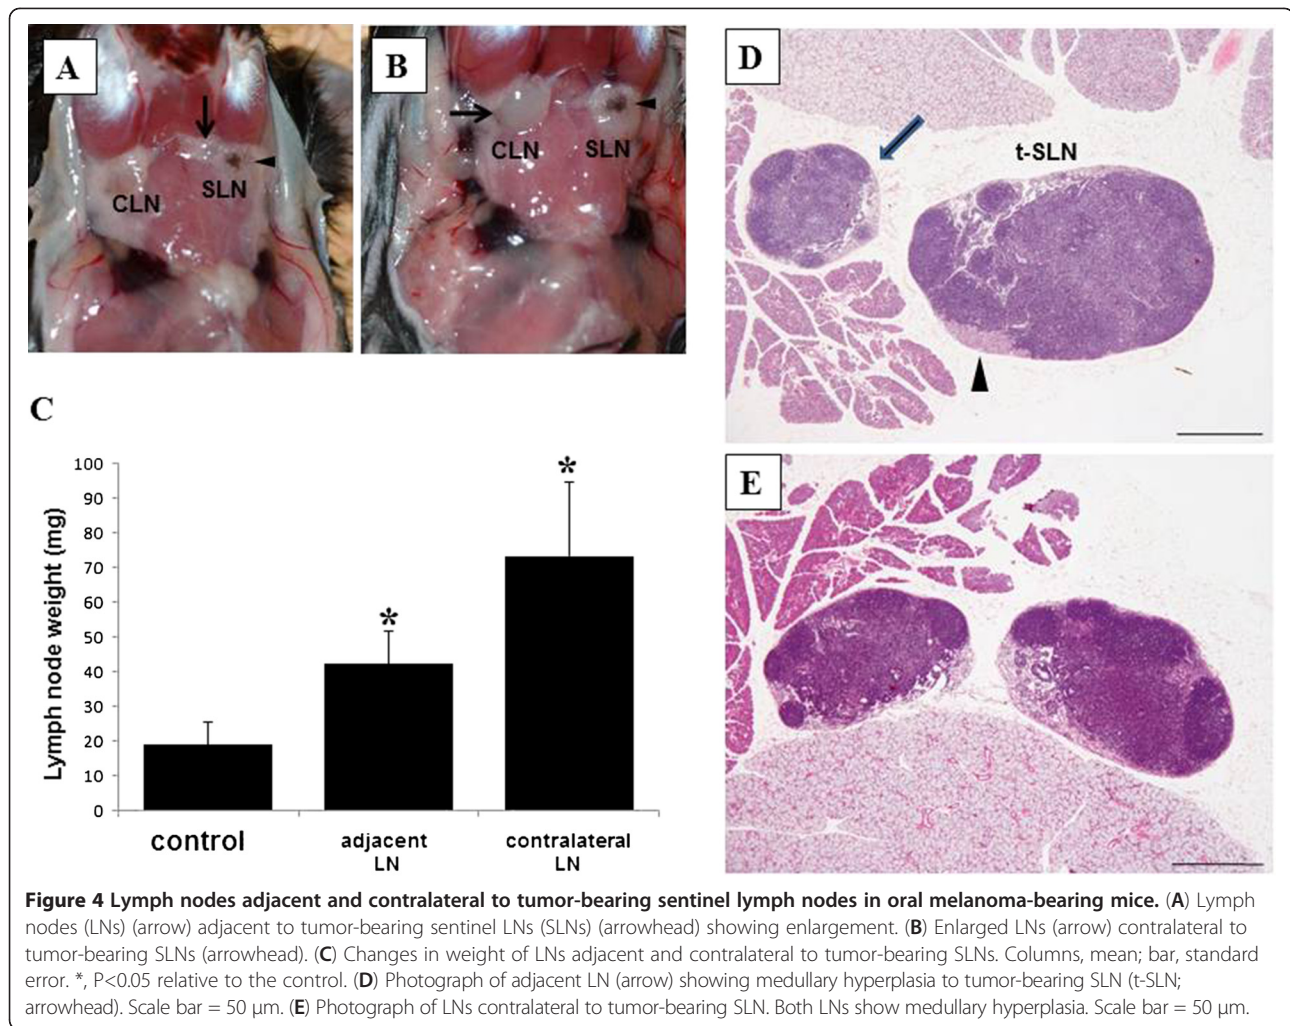 A
CLN
SLN
B
CLN
SLN
D
t-SLN
C
Lymph node weight (mg)
100
90
80
70
60
50
40
30
20
10
0
*
*
control
adjacent
LN
contralateral
LN
E
Figure 4 Lymph nodes adjacent and contralateral to tumor-bearing sentinel lymph nodes in oral melanoma-bearing mice. (A) Lymph
nodes (LNs) (arrow) adjacent to tumor-bearing sentinel LNs (SLNs) (arrowhead) showing enlargement. (B) Enlarged LNs (arrow) contralateral to
tumor-bearing SLNs (arrowhead). (C) Changes in weight of LNs adjacent and contralateral to tumor-bearing SLNs. Columns, mean; bar, standard
error. *, P<0.05 relative to the control. (D) Photograph of adjacent LN (arrow) showing medullary hyperplasia to tumor-bearing SLN (t-SLN;
arrowhead). Scale bar = 50 μm. (E) Photograph of LNs contralateral to tumor-bearing SLN. Both LNs show medullary hyperplasia. Scale bar = 50 μm.